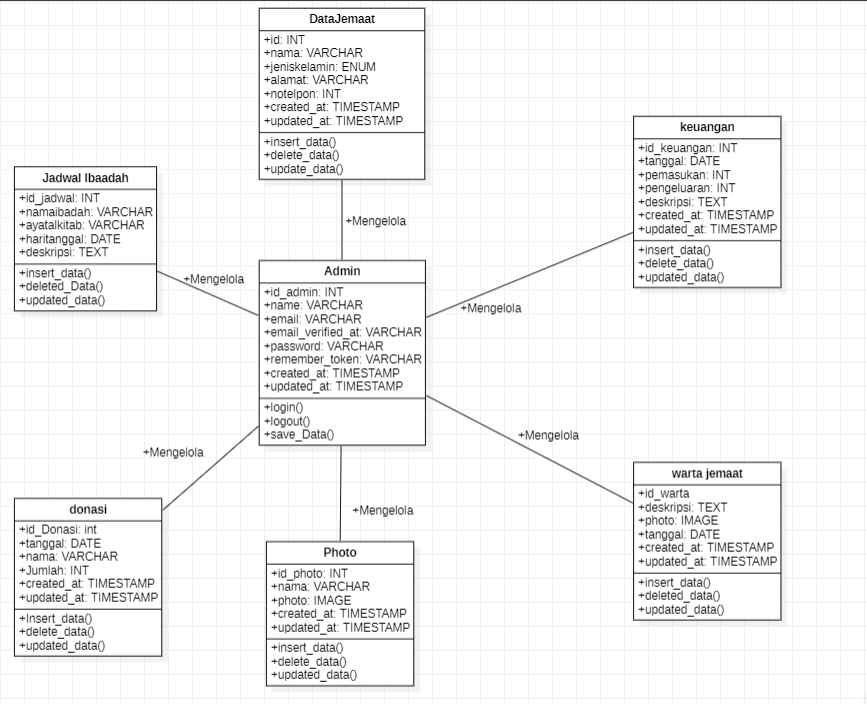 DataJemaat
+id: INT
+nama: VARCHAR
+jeniskelamin: ENUM
+alamat: VARCHAR
+notelpon: INT
+created_at: TIMESTAMP
+updated_at: TIMESTAMP
+insert_data()
+delete_data()
+update_data()
+Mengelola
Jadwal Ibaadah
+id_jadwal: INT
+namaibadah: VARCHAR
+ayatalkitab: VARCHAR
+haritanggal: DATE
+deskripsi: TEXT
+insert_data()
+deleted_Data()
+updated_data()
+Mengelola
keuangan
+id_keuangan: INT
+tanggal: DATE
+pemasukan: INT
+pengeluaran: INT
+deskripsi: TEXT
+created_at: TIMESTAMP
+updated_at: TIMESTAMP
+insert_data()
+delete_data()
+updated_data()
+Mengelola
Admin
+id_admin: INT
+name: VARCHAR
+email: VARCHAR
+email_verified_at: VARCHAR
+password: VARCHAR
+remember_token: VARCHAR
+created_at: TIMESTAMP
+updated_at: TIMESTAMP
+login()
+logout()
+save_Data()
+Mengelola
+Mengelola
+Mengelola
donasi
+id_Donasi: int
+tanggal: DATE
+nama: VARCHAR
+Jumlah: INT
+created_at: TIMESTAMP
+updated_at: TIMESTAMP
+Insert_data()
+delete_data()
+updated_data()
Photo
+id_photo: INT
+nama: VARCHAR
+photo: IMAGE
+created_at: TIMESTAMP
+updated_at: TIMESTAMP
+insert_data()
+delete_data()
+updated_data()
warta jemaat
+id_warta
+deskripsi: TEXT
+photo: IMAGE
+tanggal: DATE
+created_at: TIMESTAMP
+updated_at: TIMESTAMP
+insert_data()
+deleted_data()
+updated_data()